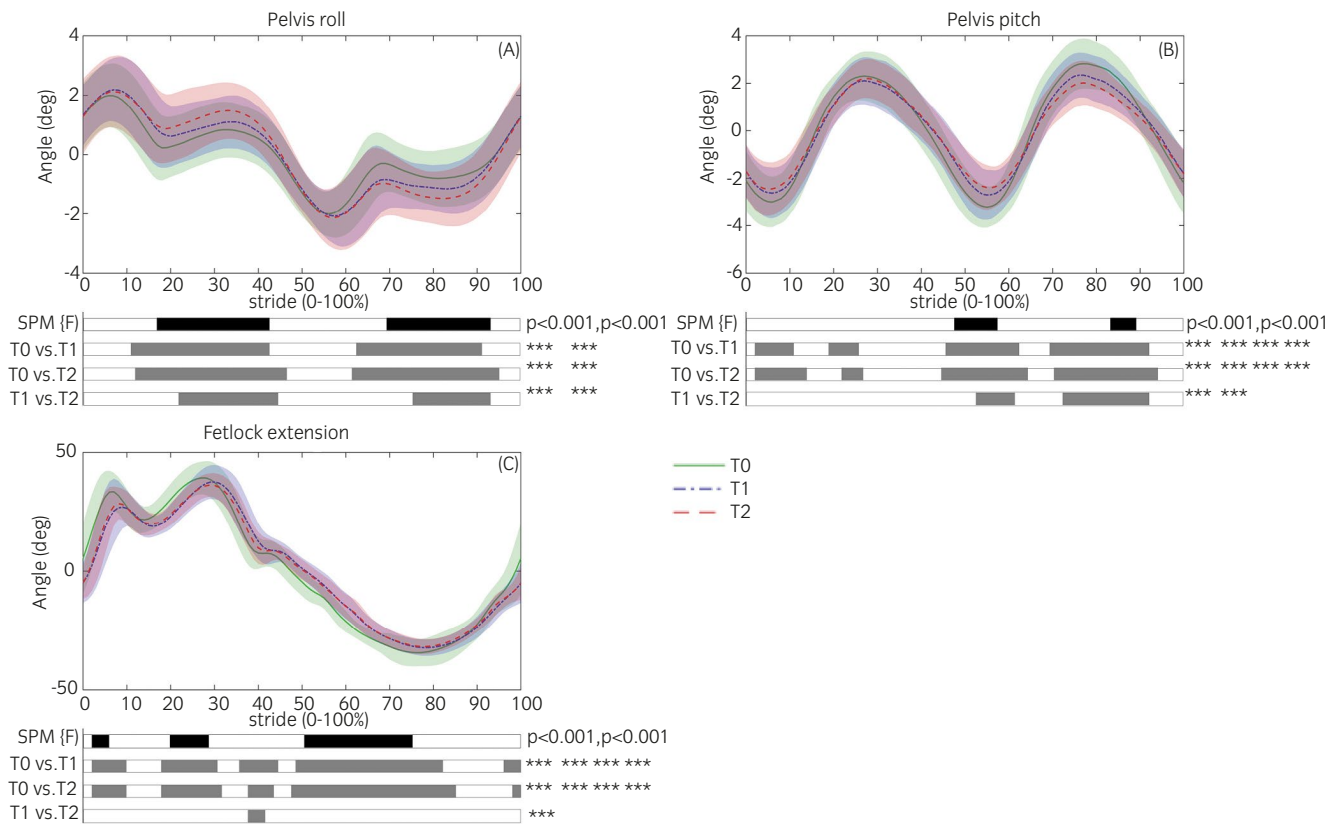 Pelvis roll
(A)
4
2
0
-2
-4
Angle (deg)
0 10 20 30 40 50 60 70 80 90 100
stride (0-100%)
SPM {F) p<0.001,p<0.001
T0 vs.T1 *** ***
T0 vs.T2 *** ***
T1 vs.T2 *** ***
Pelvis pitch
(B)
4
2
0
-2
-4
-6
Angle (deg)
0 10 20 30 40 50 60 70 80 90 100
SPM {F) p<0.001,p<0.001
T0 vs.T1 *** *** *** ***
T0 vs.T2 *** *** *** ***
T1 vs.T2 *** ***
Fetlock extension
(C)
50
0
-50
Angle (deg)
0 10 20 30 40 50 60 70 80 90 100
stride (0-100%)
SPM {F) p<0.001,p<0.001
T0 vs.T1 *** *** *** ***
T0 vs.T2 *** *** *** ***
T1 vs.T2 ***
T0
T1
T2